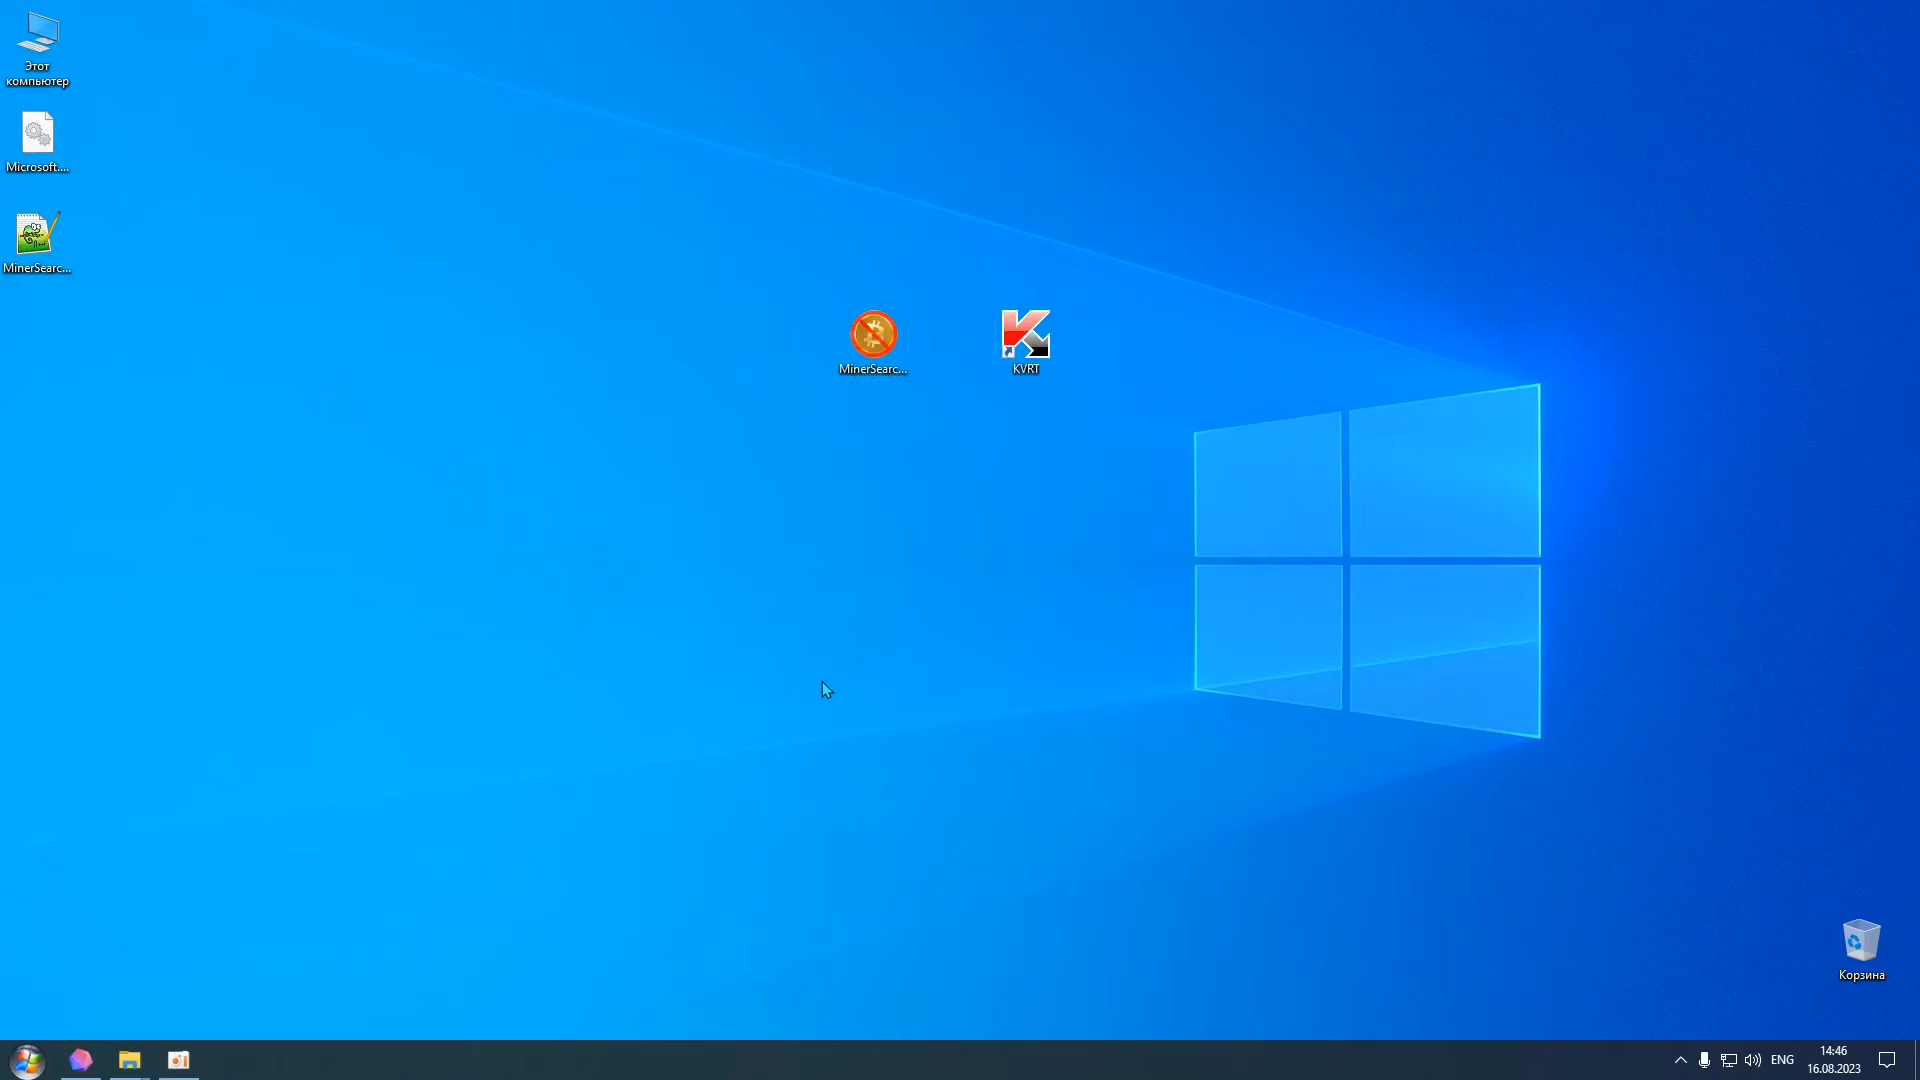 Этот
компьютер
Microsoft....
MinerSearc...
MinerSearc...
KVRT
Корзина
ENG
14:46
16.08.2023